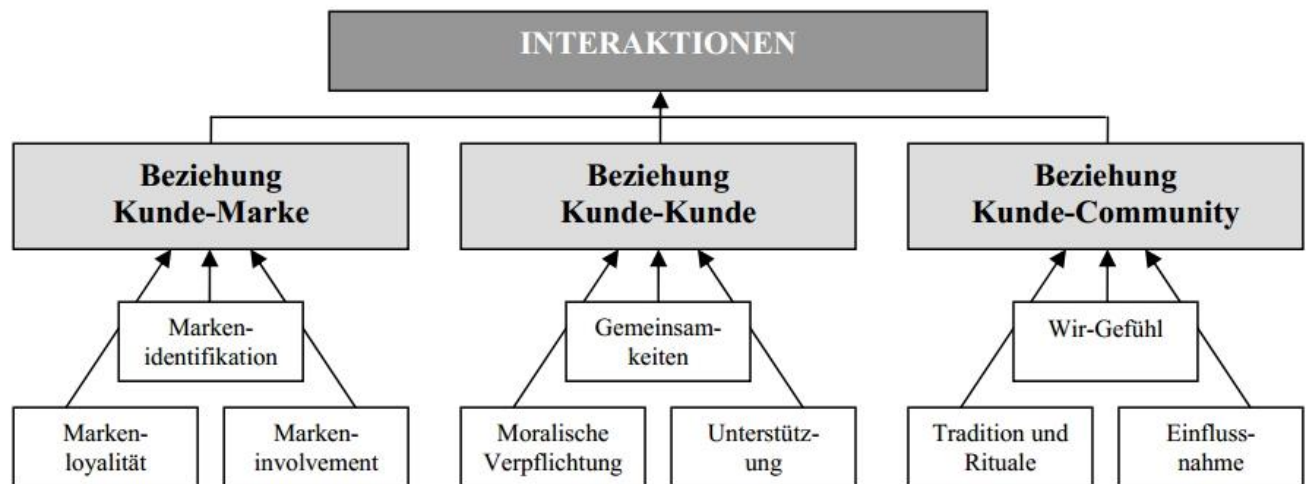 INTERAKTIONEN
Beziehung
Kunde-Marke
Beziehung
Kunde-Kunde
Beziehung
Kunde-Community
Marken-
identifikation
Gemeinsam-
keiten
Wir-Gefühl
Marken-
loyalität
Marken-
involvement
Moralische
Verpflichtung
Unterstütz-
ung
Tradition und
Rituale
Einfluss-
nahme